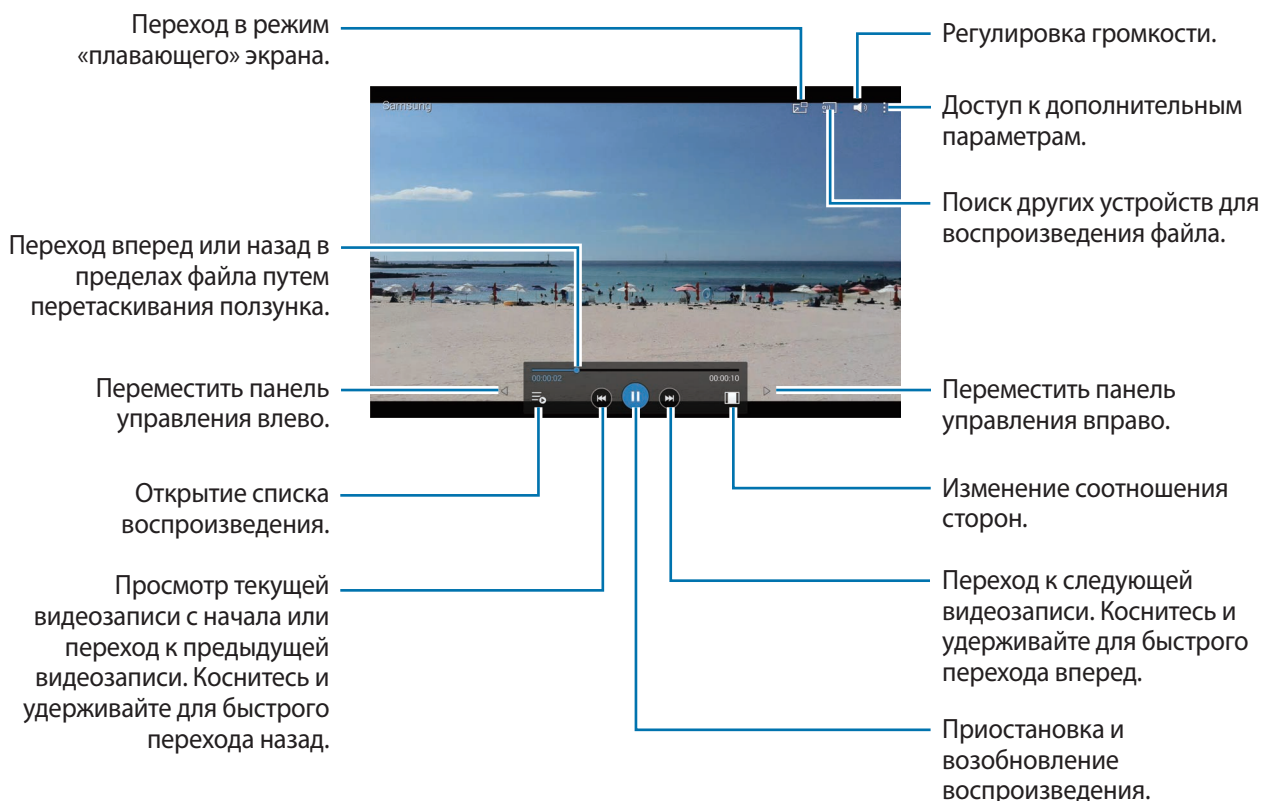 Переход в режим
«плавающего» экрана.
Регулировка громкости.
Samsung
Доступ к дополнительным
параметрам.
Поиск других устройств для
воспроизведения файла.
Переход вперед или назад в
пределах файла путем
перетаскивания ползунка.
00:00:02
00:00:10
Переместить панель
управления влево.
Переместить панель
управления вправо.
Открытие списка
воспроизведения.
Изменение соотношения
сторон.
Просмотр текущей
видеозаписи с начала или
переход к предыдущей
видеозаписи. Коснитесь и
удерживайте для быстрого
перехода назад.
Переход к следующей
видеозаписи. Коснитесь и
удерживайте для быстрого
перехода вперед.
Приостановка и
возобновление
воспроизведения.